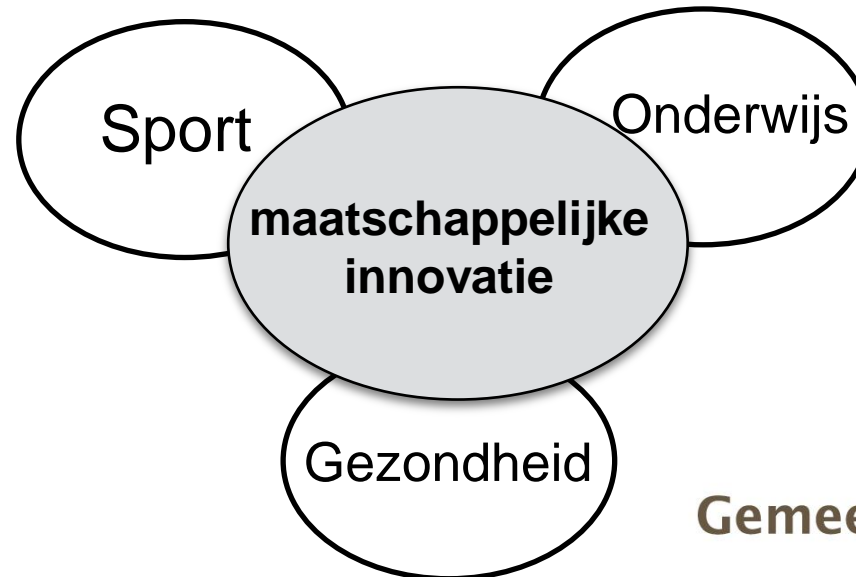 Sport
Onderwijs
maatschappelijke
innovatie
Gezondheid